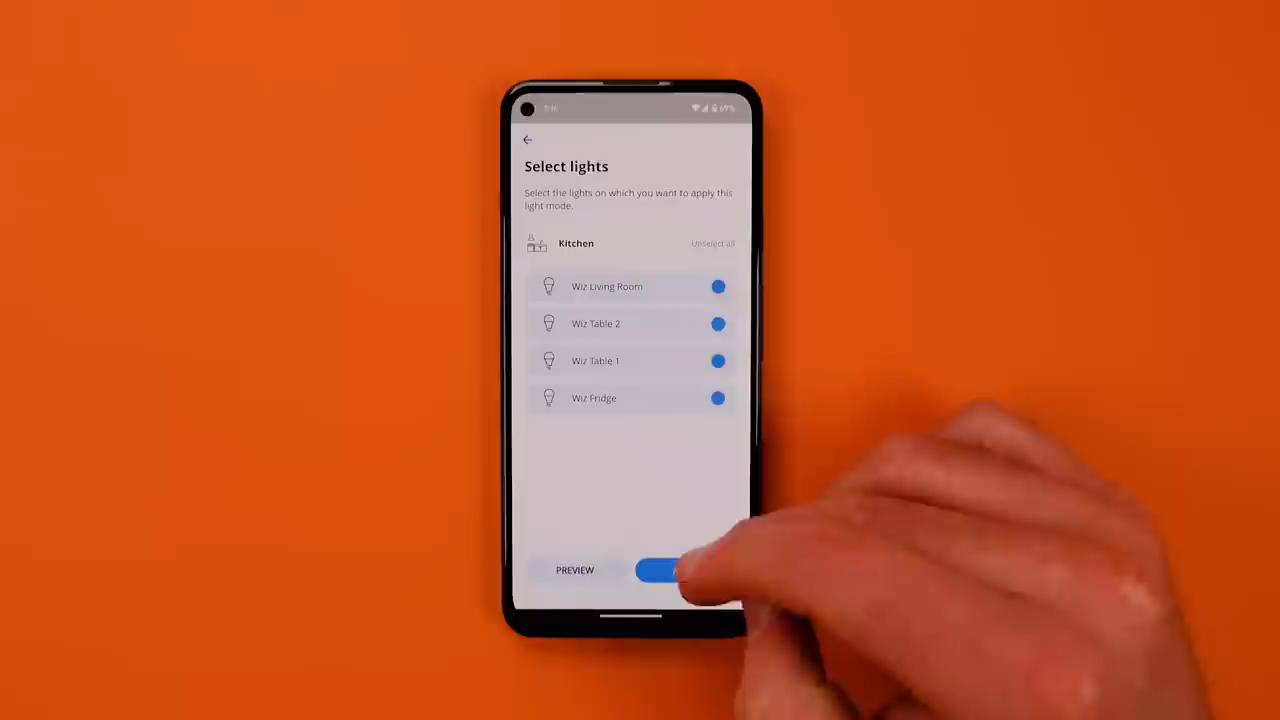 69%
Select lights
Select the lights on which you want to apply this
light mode.
Kitchen
Unselect all
Wiz Living Room
Wiz Table 2
Wiz Table 1
Wiz Fridge
PREVIEW